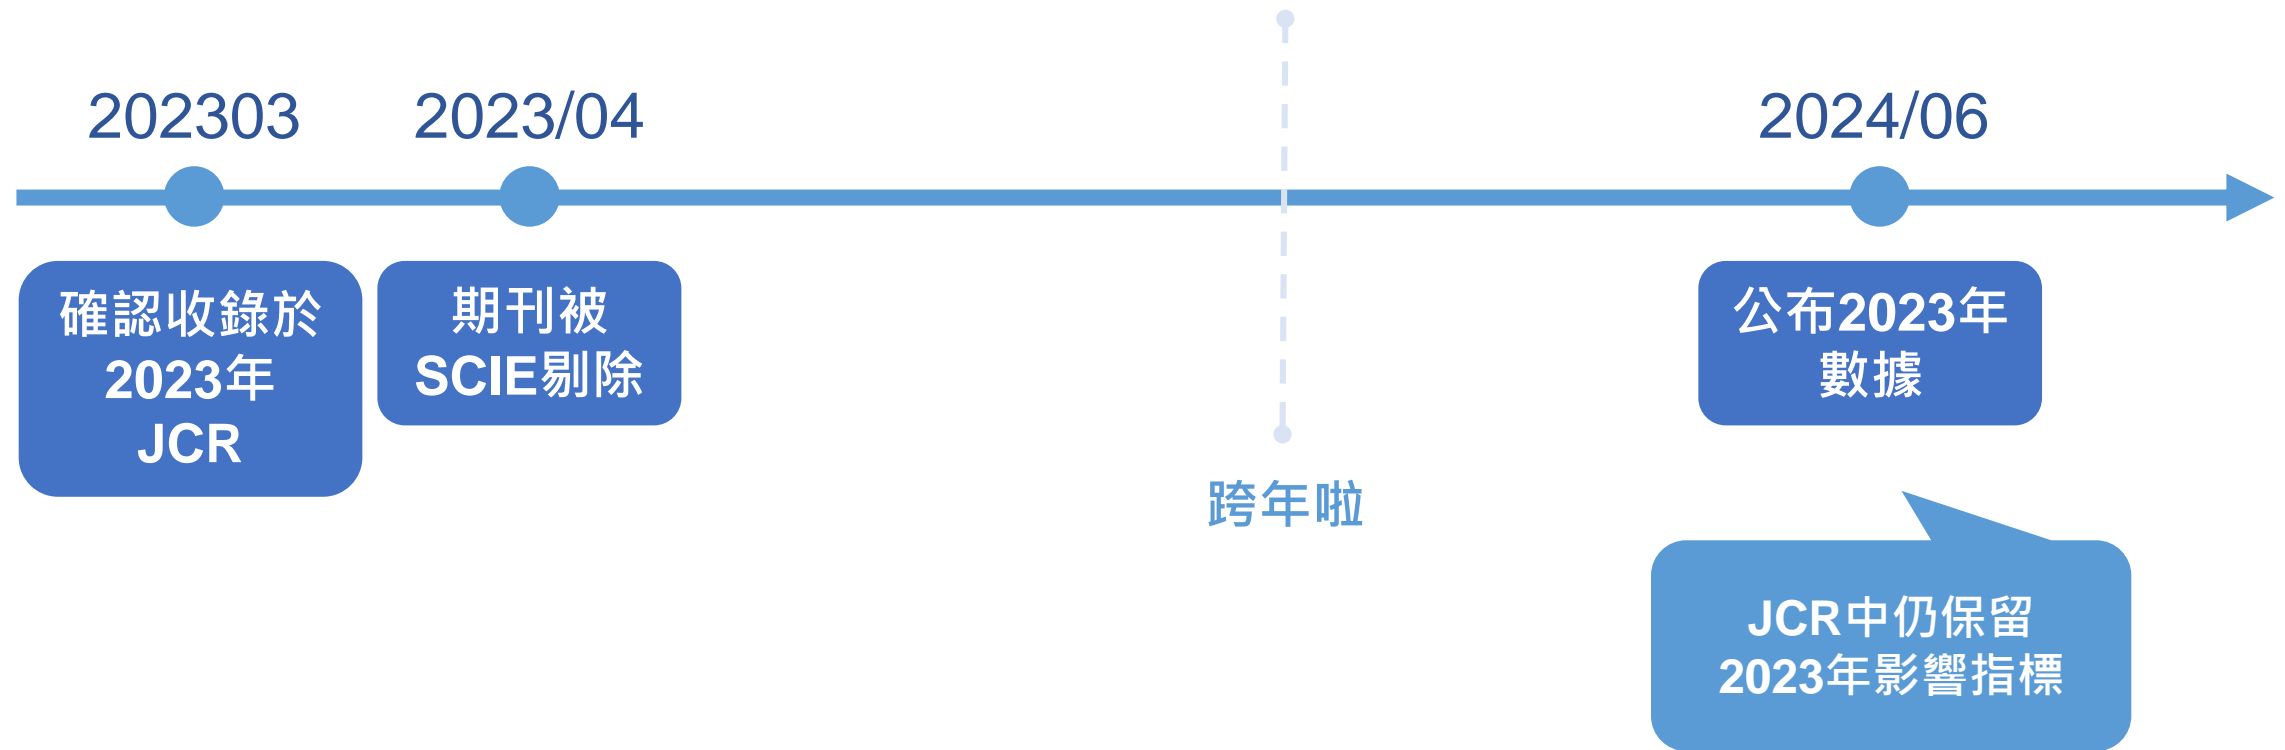 202303
2023/04
2024/06
確認收錄於
2023年
JCR
期刊被
SCIE剔除
公布2023年
數據
跨年啦
JCR中仍保留
2023年影響指標